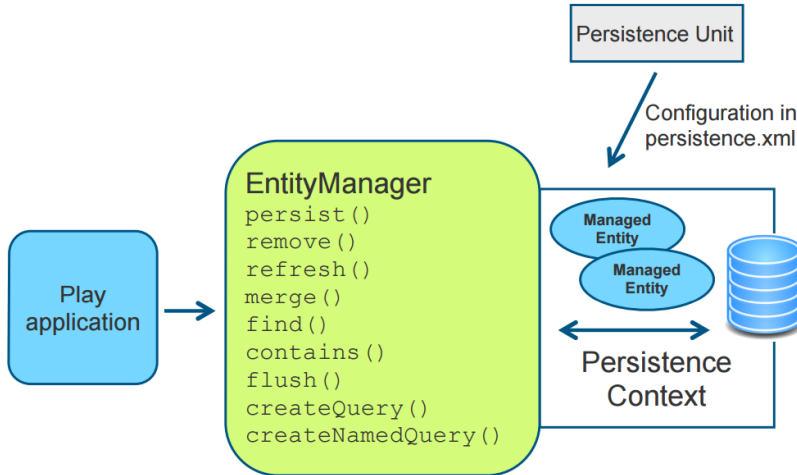 Persistence Unit
Configuration in
persistence.xml
EntityManager
persist()
remove()
refresh()
merge()
find()
contains()
flush()
createQuery()
createNamedQuery()
Play
application
Managed
Entity
Managed
Entity
Persistence
Context